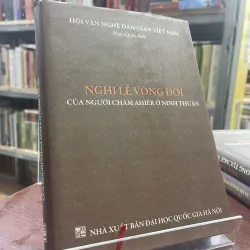 HỘI VĂN NGHỆ DÂN GIAN VIỆT NAM
NGHI LỄ VÒNG ĐỜI
CỦA NGƯỜI CHĂM AHIÊR Ở NINH THUẬN
NHÀ XUẤT BẢN ĐẠI HỌC QUỐC GIA HÀ NỘI